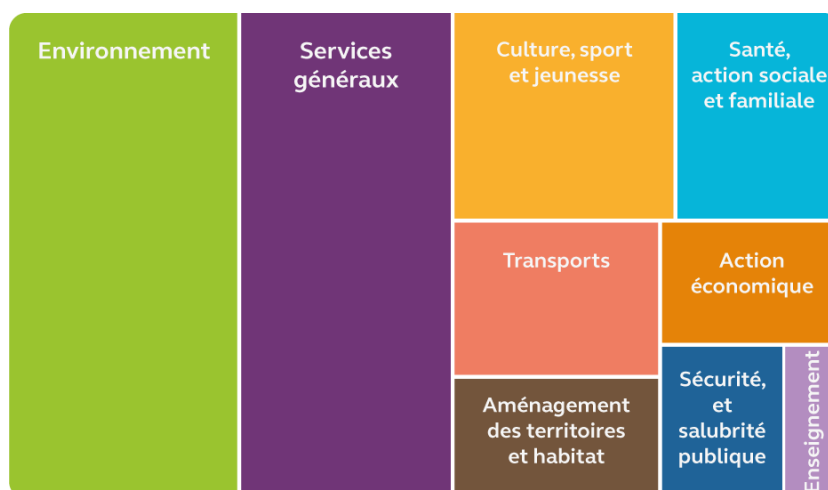 Environnement
Services
généraux
Culture, sport
et jeunesse
Santé,
action sociale
et familiale
Transports
Action
économique
Aménagement
des territoires
et habitat
Sécurité,
et
salubrité
publique
Enseignement